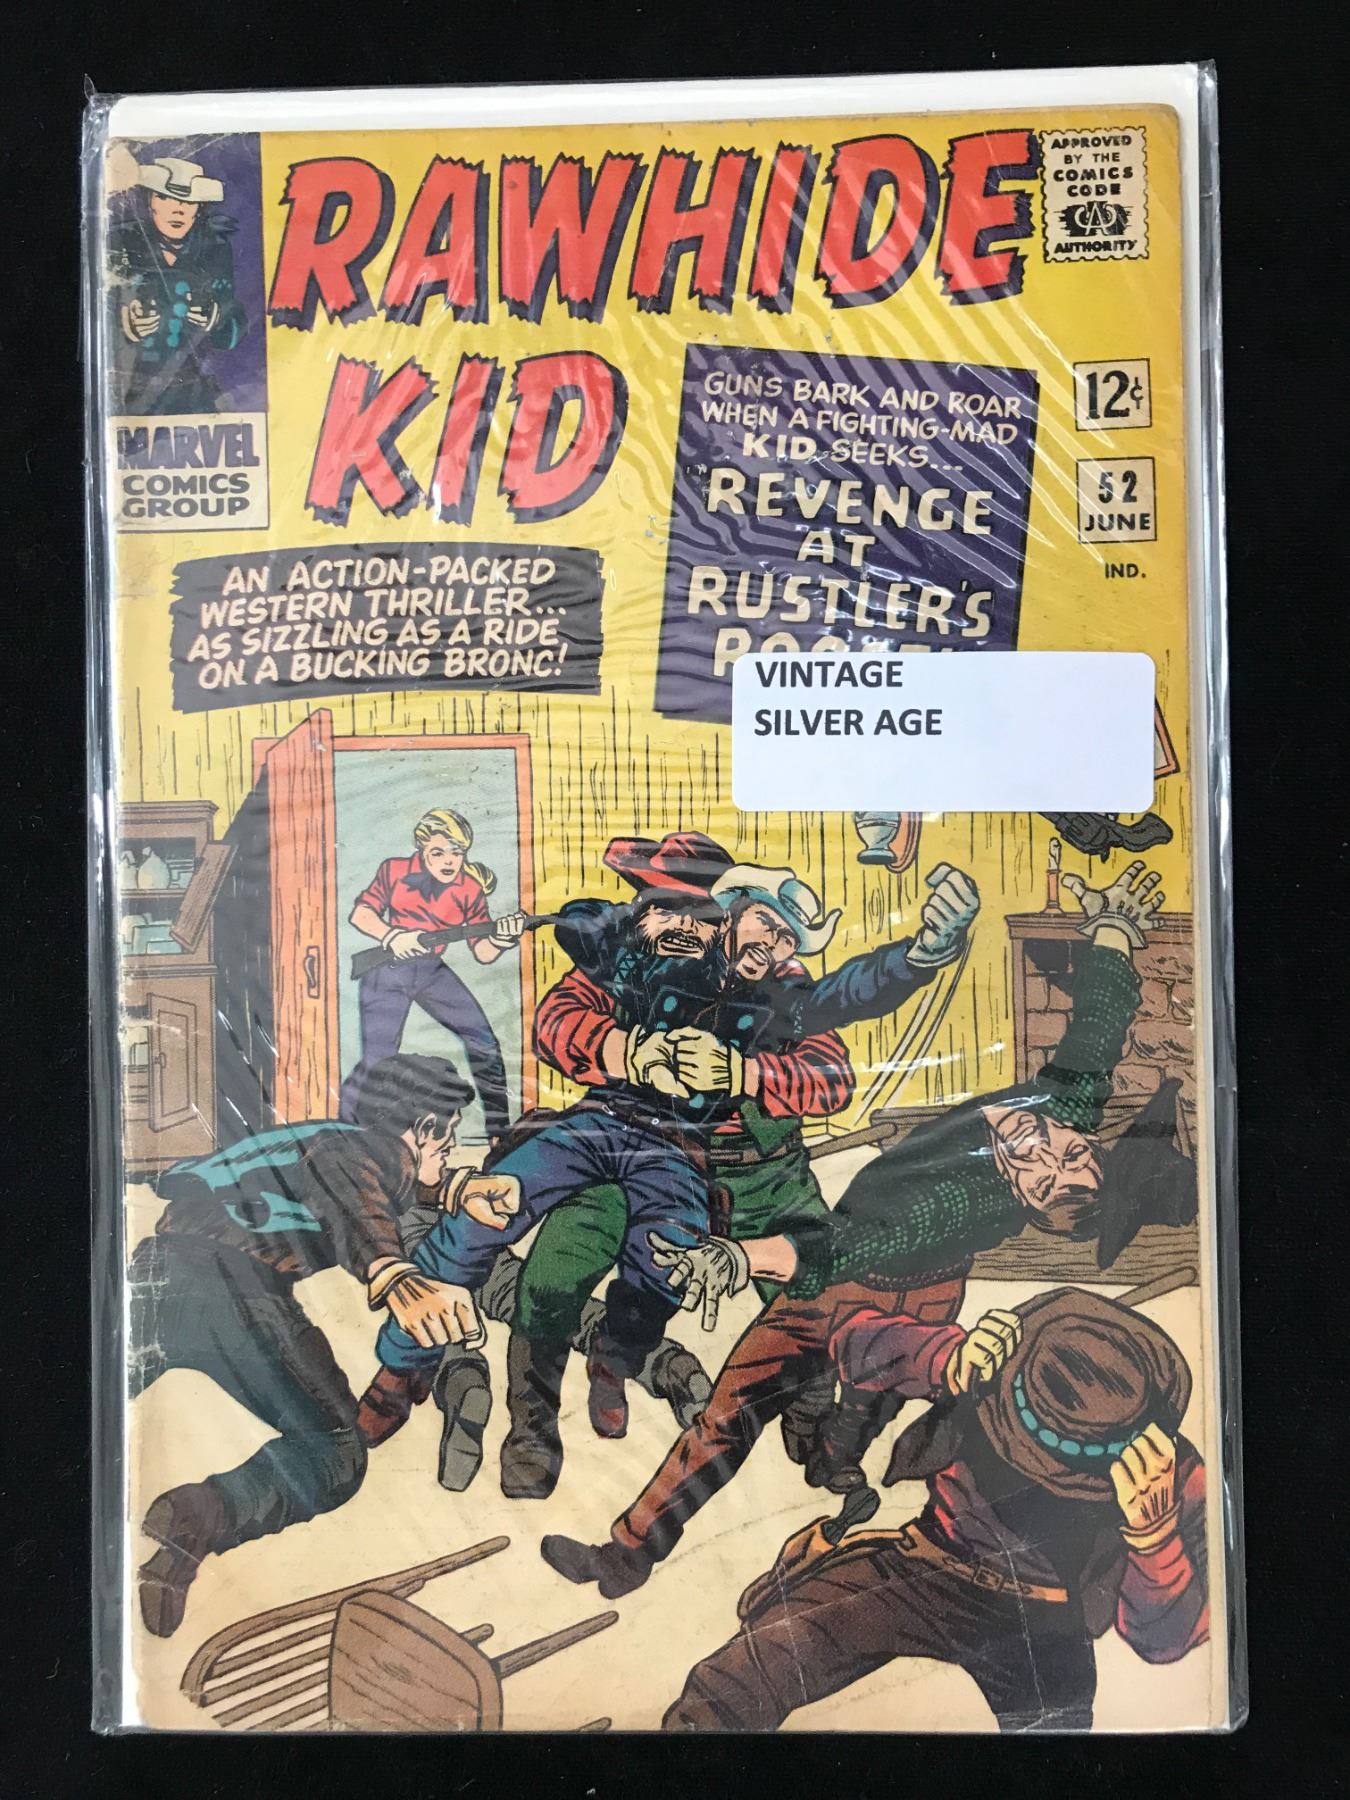 RAWHIDE
KID
APPROVED
BY THE
COMICS
CODE
CA
AUTHORITY
MARVEL
COMICS
GROUP
12¢
52
JUNE
IND.
GUNS BARK AND ROAR
WHEN A FIGHTING-MAD
KID SEEKS...
"REVENGE
AT
RUSTLER'S
AN ACTION-PACKED
WESTERN THRILLER...
AS SIZZLING AS A RIDE
ON A BUCKING BRONC!
VINTAGE
SILVER AGE